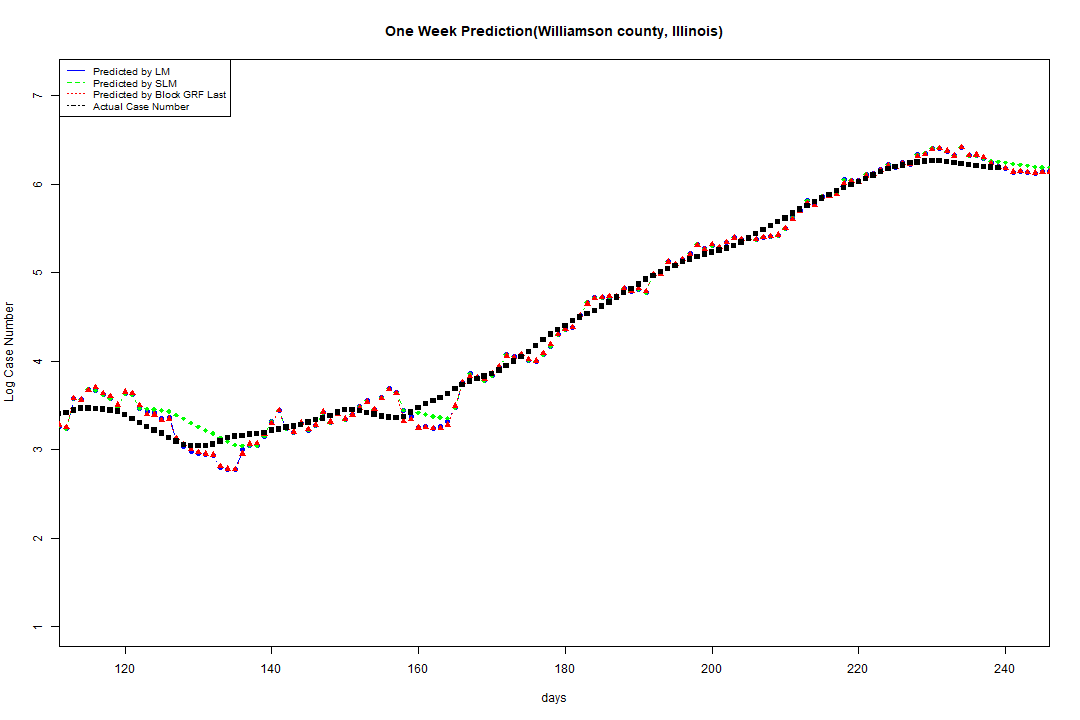 One Week Prediction(Williamson county, Illinois)
Predicted by LM
Predicted by SLM
Predicted by Block GRF Last
Actual Case Number
7
6
5
4
3
2
1
Log Case Number
120 140 160 180 200 220 240
days